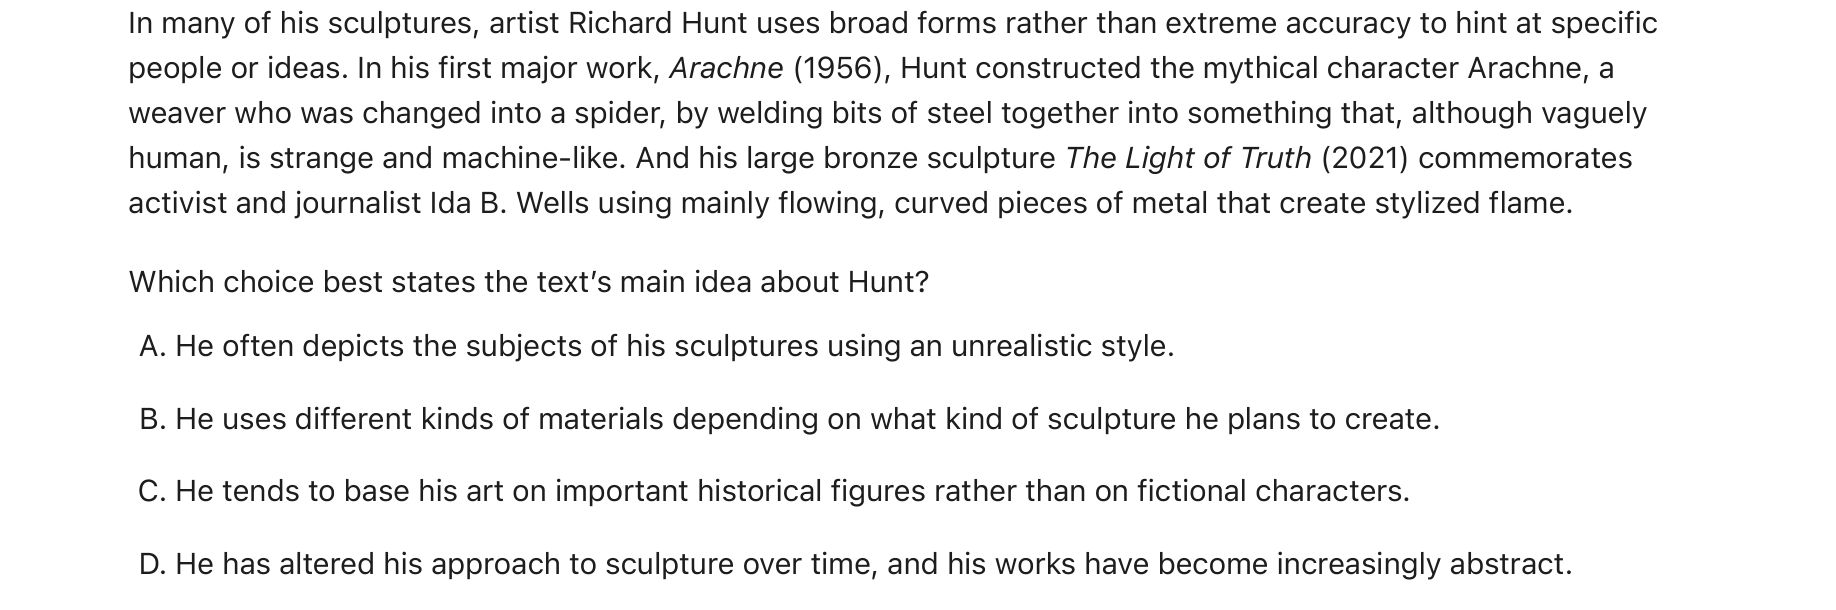 In many of his sculptures, artist Richard Hunt uses broad forms rather than extreme accuracy to hint at specific
people or ideas. In his first major work, Arachne (1956), Hunt constructed the mythical character Arachne, a
weaver who was changed into a spider, by welding bits of steel together into something that, although vaguely
human, is strange and machine-like. And his large bronze sculpture The Light of Truth (2021) commemorates
activist and journalist Ida B. Wells using mainly flowing, curved pieces of metal that create stylized flame.
Which choice best states the text's main idea about Hunt?
A. He often depicts the subjects of his sculptures using an unrealistic style.
B. He uses different kinds of materials depending on what kind of sculpture he plans to create.
C. He tends to base his art on important historical figures rather than on fictional characters.
D. He has altered his approach to sculpture over time, and his works have become increasingly abstract.